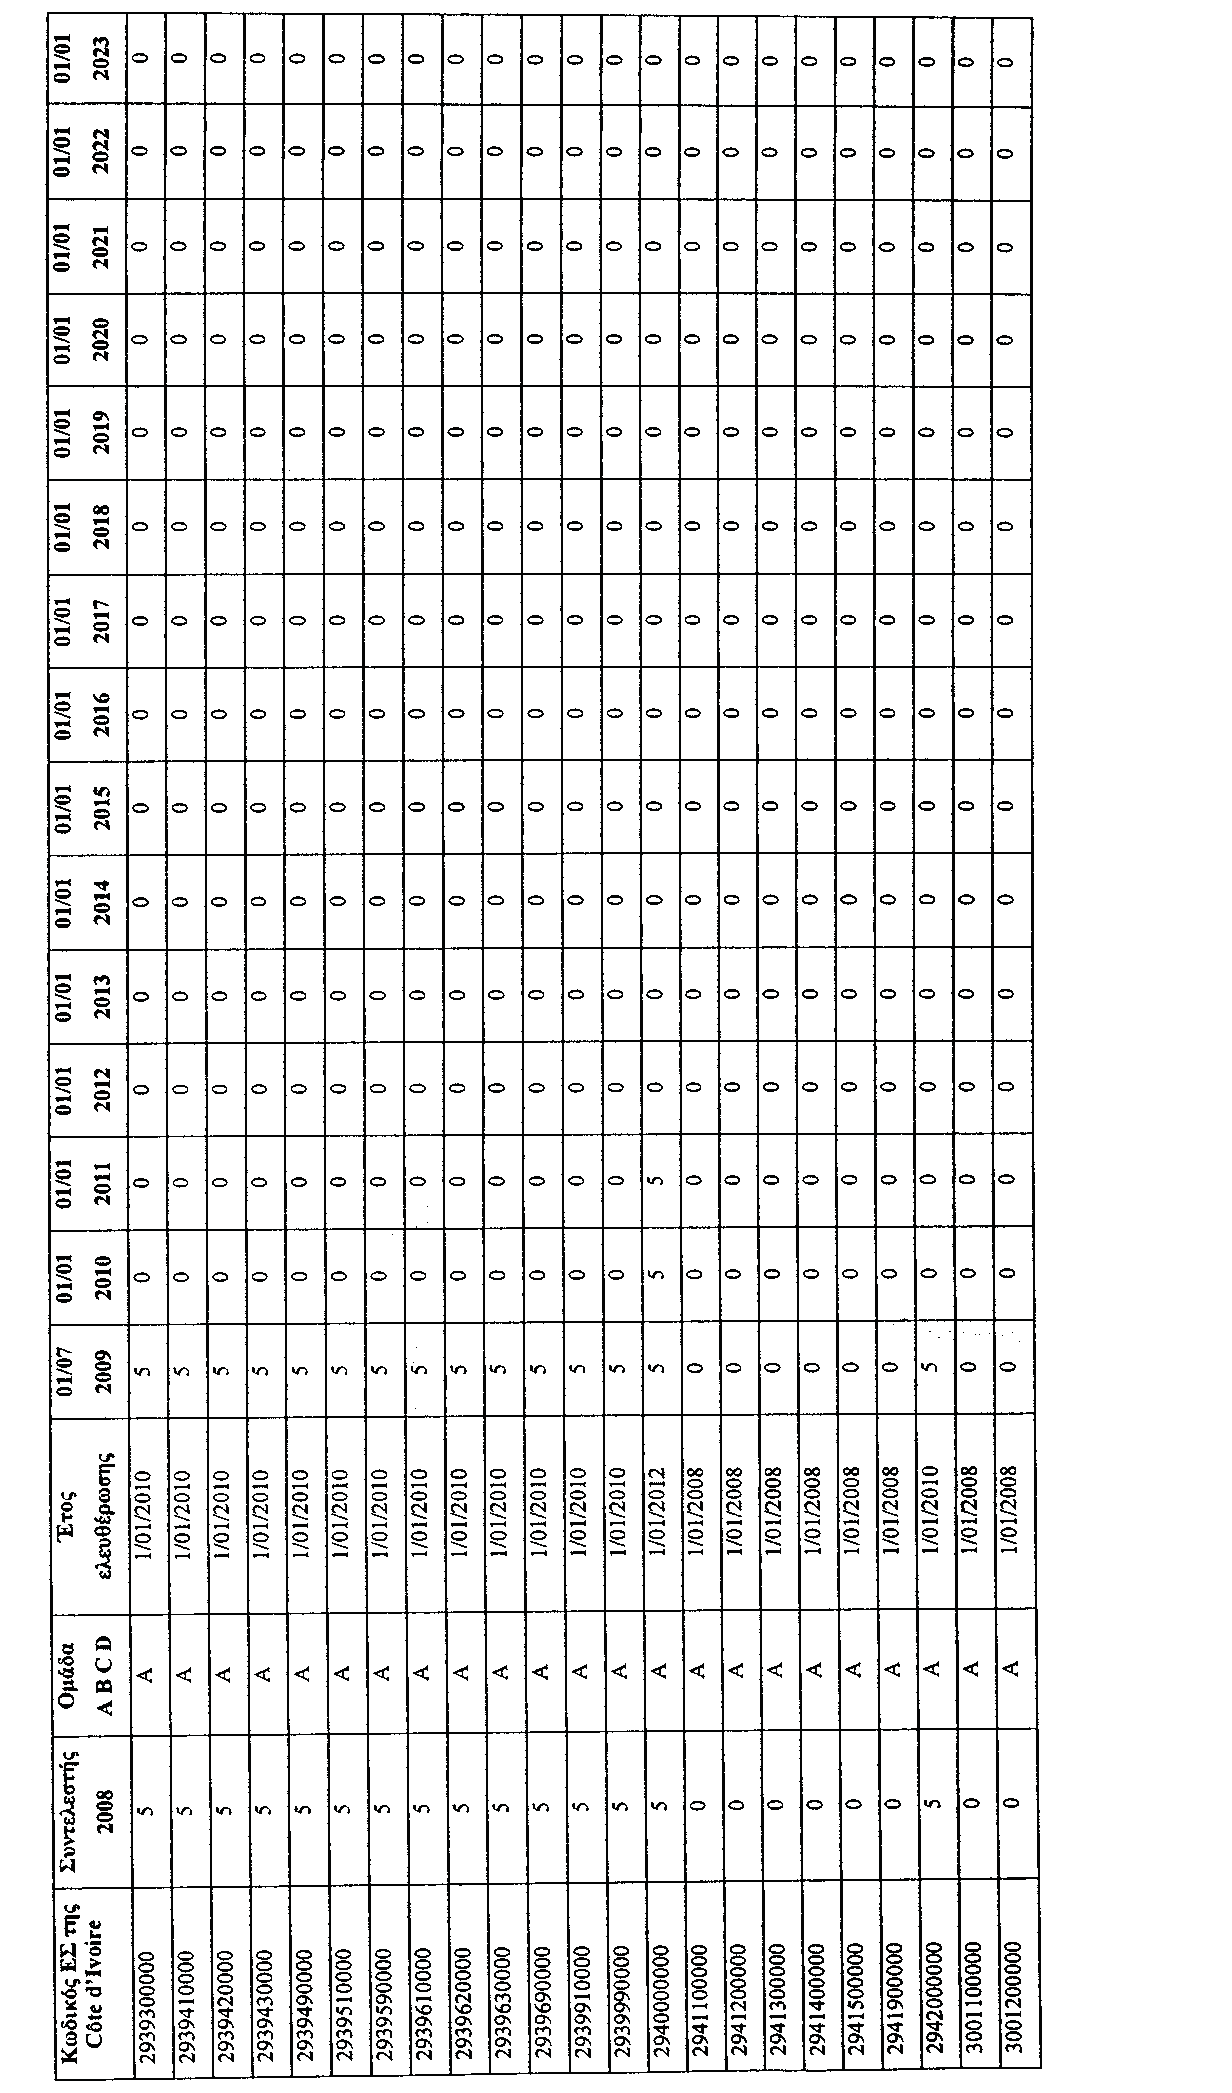 Κωδικός ΕΣ της Côte d'Ivoire Συντελεστής 2008 Ομάδα A B C D Έτος ελευθέρωσης 01/07 2009 01/01 2010 01/01 2011 01/01 2012 01/01 2013 01/01 2014 01/01 2015 01/01 2016 01/01 2017 01/01 2018 01/01 2019 01/01 2020 01/01 2021 01/01 2022 01/01 2023
2939300000 5 A 1/01/2010 5 0 0 0 0 0 0 0 0 0 0 0 0 0 0
2939410000 5 A 1/01/2010 5 0 0 0 0 0 0 0 0 0 0 0 0 0 0
2939420000 5 A 1/01/2010 5 0 0 0 0 0 0 0 0 0 0 0 0 0 0
2939430000 5 A 1/01/2010 5 0 0 0 0 0 0 0 0 0 0 0 0 0 0
2939490000 5 A 1/01/2010 5 0 0 0 0 0 0 0 0 0 0 0 0 0 0
2939510000 5 A 1/01/2010 5 0 0 0 0 0 0 0 0 0 0 0 0 0 0
2939590000 5 A 1/01/2010 5 0 0 0 0 0 0 0 0 0 0 0 0 0 0
2939610000 5 A 1/01/2010 5 0 0 0 0 0 0 0 0 0 0 0 0 0 0
2939620000 5 A 1/01/2010 5 0 0 0 0 0 0 0 0 0 0 0 0 0 0
2939630000 5 A 1/01/2010 5 0 0 0 0 0 0 0 0 0 0 0 0 0 0
2939690000 5 A 1/01/2010 5 0 0 0 0 0 0 0 0 0 0 0 0 0 0
2939910000 5 A 1/01/2010 5 0 0 0 0 0 0 0 0 0 0 0 0 0 0
2939990000 5 A 1/01/2010 5 0 0 0 0 0 0 0 0 0 0 0 0 0 0
2940000000 5 A 1/01/2012 5 5 5 0 0 0 0 0 0 0 0 0 0 0 0
2941100000 0 A 1/01/2008 0 0 0 0 0 0 0 0 0 0 0 0 0 0 0
2941200000 0 A 1/01/2008 0 0 0 0 0 0 0 0 0 0 0 0 0 0 0
2941300000 0 A 1/01/2008 0 0 0 0 0 0 0 0 0 0 0 0 0 0 0
2941400000 0 A 1/01/2008 0 0 0 0 0 0 0 0 0 0 0 0 0 0 0
2941500000 0 A 1/01/2008 0 0 0 0 0 0 0 0 0 0 0 0 0 0 0
2941900000 0 A 1/01/2008 0 0 0 0 0 0 0 0 0 0 0 0 0 0 0
2942000000 5 A 1/01/2010 5 0 0 0 0 0 0 0 0 0 0 0 0 0 0
3001100000 0 A 1/01/2008 0 0 0 0 0 0 0 0 0 0 0 0 0 0 0
3001200000 0 A 1/01/2008 0 0 0 0 0 0 0 0 0 0 0 0 0 0 0